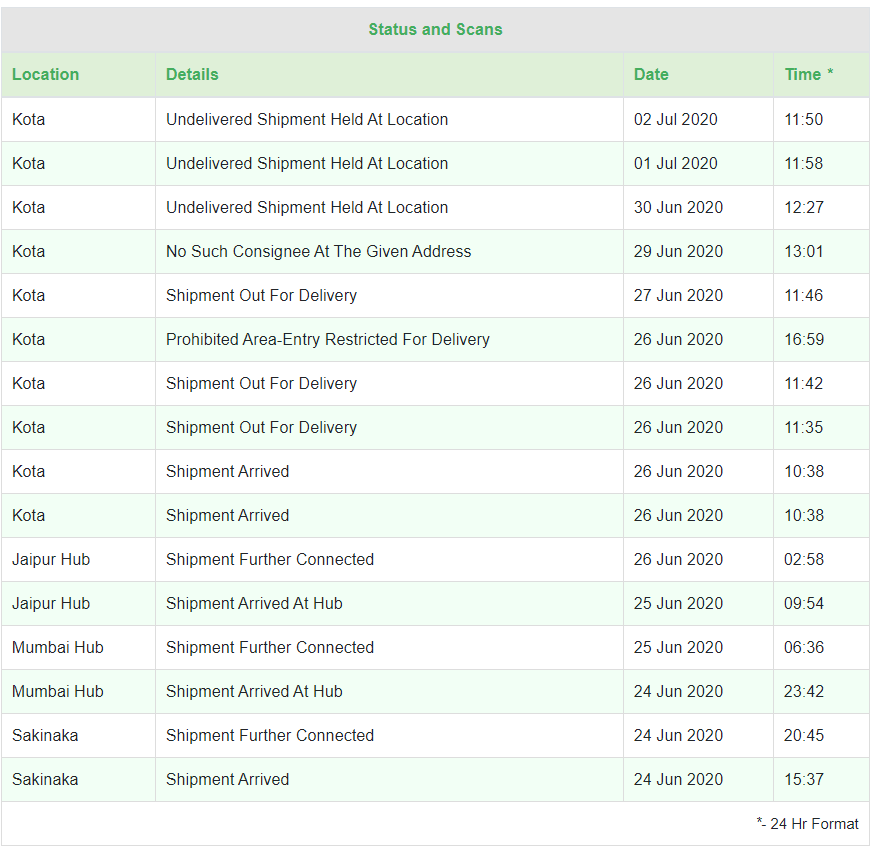 Status and Scans
Location Details Date Time *
Kota Undelivered Shipment Held At Location 02 Jul 2020 11:50
Kota Undelivered Shipment Held At Location 01 Jul 2020 11:58
Kota Undelivered Shipment Held At Location 30 Jun 2020 12:27
Kota No Such Consignee At The Given Address 29 Jun 2020 13:01
Kota Shipment Out For Delivery 27 Jun 2020 11:46
Kota Prohibited Area-Entry Restricted For Delivery 26 Jun 2020 16:59
Kota Shipment Out For Delivery 26 Jun 2020 11:42
Kota Shipment Out For Delivery 26 Jun 2020 11:35
Kota Shipment Arrived 26 Jun 2020 10:38
Kota Shipment Arrived 26 Jun 2020 10:38
Jaipur Hub Shipment Further Connected 26 Jun 2020 02:58
Jaipur Hub Shipment Arrived At Hub 25 Jun 2020 09:54
Mumbai Hub Shipment Further Connected 25 Jun 2020 06:36
Mumbai Hub Shipment Arrived At Hub 24 Jun 2020 23:42
Sakinaka Shipment Further Connected 24 Jun 2020 20:45
Sakinaka Shipment Arrived 24 Jun 2020 15:37
*- 24 Hr Format